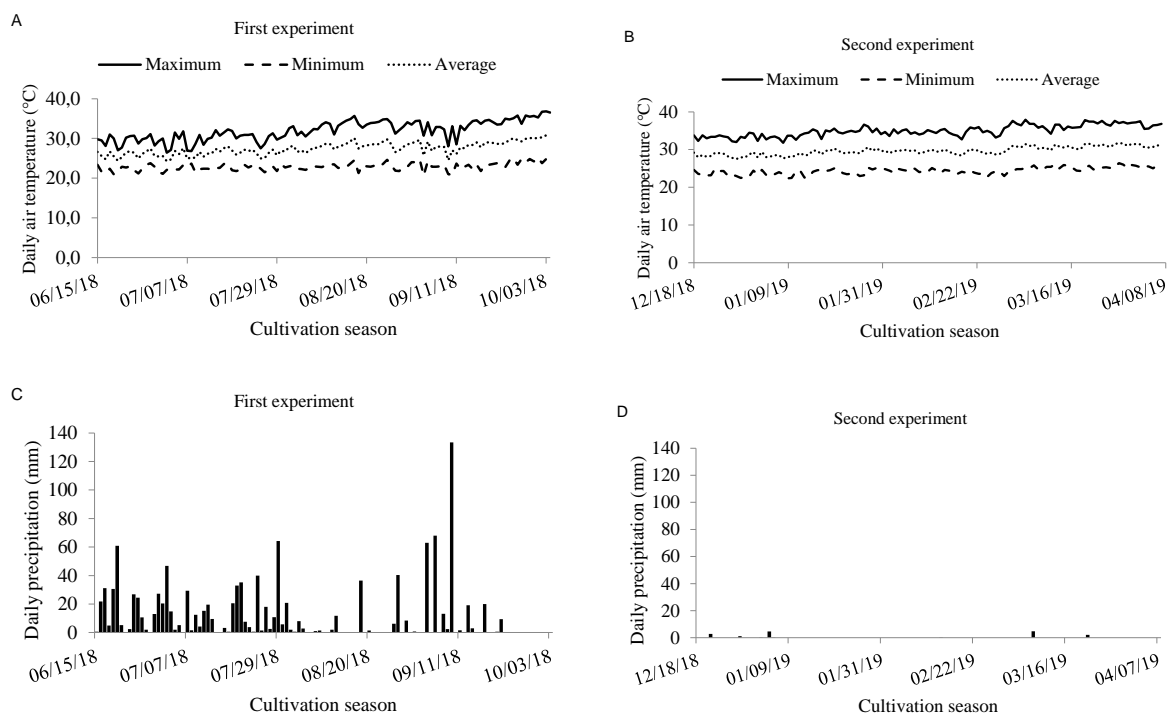 A
First experiment
Maximum Minimum Average
Daily air temperature (°C)
40,0
30,0
20,0
10,0
0,0
06/15/18 07/07/18 07/29/18 08/20/18 09/11/18 10/03/18
Cultivation season
B
Second experiment
Maximum Minimum Average
Daily air temperature (°C)
40
30
20
10
0
12/18/18 01/09/19 01/31/19 02/22/19 03/16/19 04/08/19
Cultivation season
C
First experiment
Daily precipitation (mm)
140
120
100
80
60
40
20
0
06/15/18 07/07/18 07/29/18 08/20/18 09/11/18 10/03/18
Cultivation season
D
Second experiment
Daily precipitation (mm)
140
120
100
80
60
40
20
0
12/18/18 01/09/19 01/31/19 02/22/19 03/16/19 04/07/19
Cultivation season